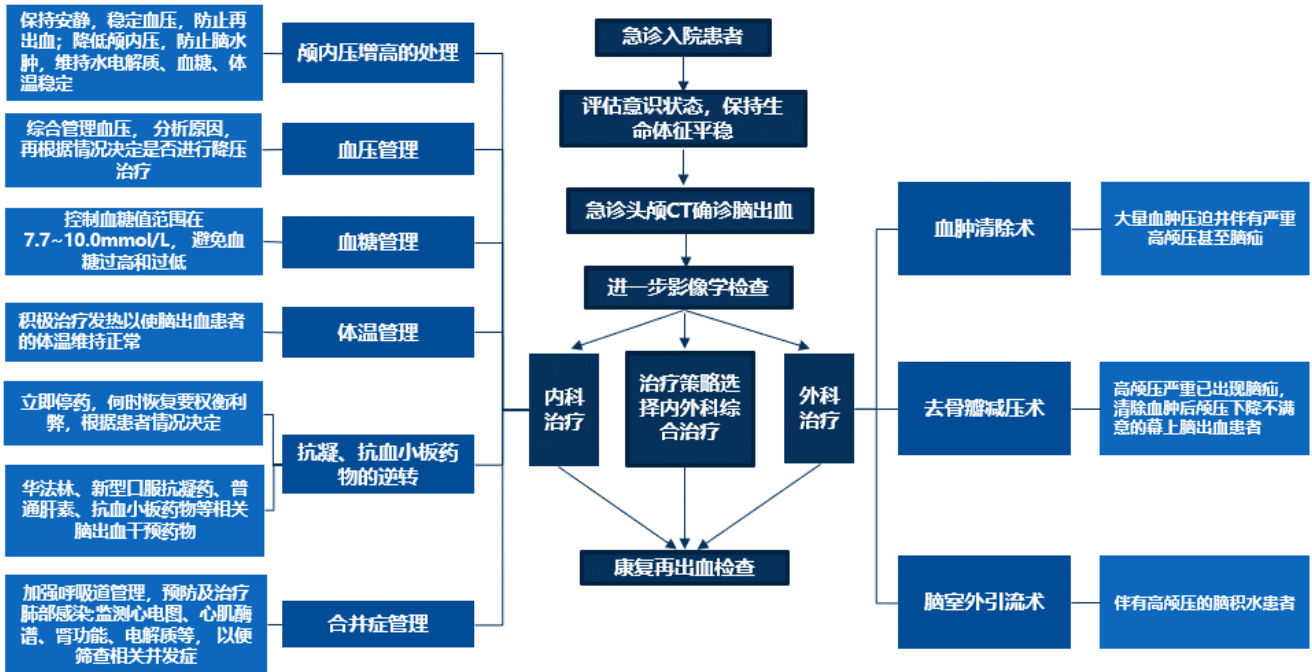 保持安静，稳定血压，防止再
出血；降低颅内压，防止脑水
肿，维持水电解质、血糖、体
温稳定
颅内压增高的处理
综合管理血压， 分析原因，
再根据情况决定是否进行降压
治疗
血压管理
控制血糖值范围在
7.7~10.0mmol/L， 避免血
糖过高和过低
血糖管理
积极治疗发热以使脑出血患者
的体温维持正常
体温管理
立即停药，何时恢复要权衡利
弊，根据患者情况决定
华法林、新型口服抗凝药、普
通肝素、抗血小板药物等相关
脑出血干预药物
抗凝、抗血小板药
物的逆转
加强呼吸道管理，预防及治疗
肺部感染;监测心电图、心肌酶
谱、肾功能、电解质等， 以便
筛查相关并发症
合并症管理
急诊入院患者
评估意识状态，保持生
命体征平稳
急诊头颅CT确诊脑出血
进一步影像学检查
内科
治疗
治疗策略选
择内外科综
合治疗
外科
治疗
康复再出血检查
血肿清除术
大量血肿压迫并伴有严重
高颅压甚至脑疝
去骨瓣减压术
高颅压严重已出现脑疝，
清除血肿后颅压下降不满
意的幕上脑出血患者
脑室外引流术
伴有高颅压的脑积水患者